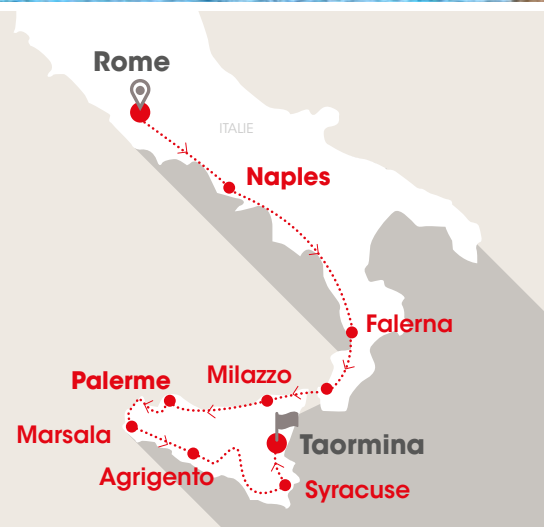 Rome
ITALIE
Naples
Falerna
Milazzo
Palerme
Marsala
Taormina
Agrigento
Syracuse